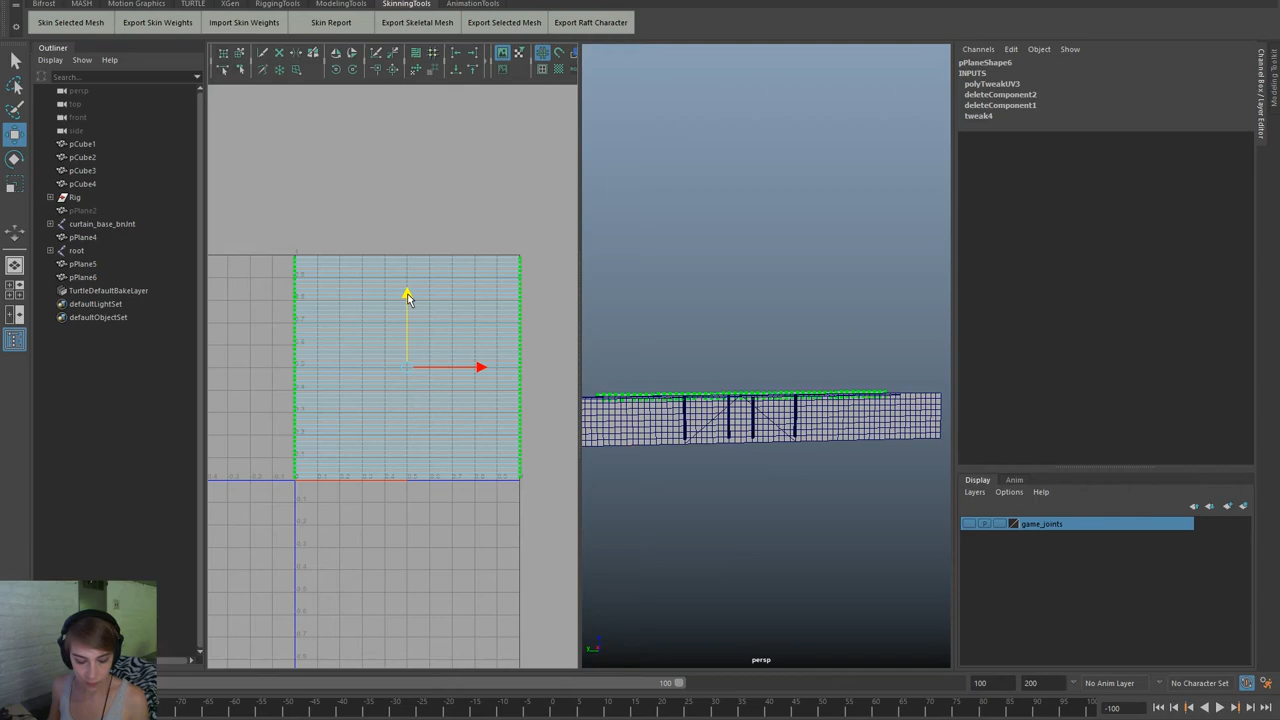 Bifrost MASH Motion Graphics TURTLE XGen RiggingTools ModelingTools SkinningTools AnimationTools
Skin Selected Mesh Export Skin Weights Import Skin Weights Skin Report Export Skeletal Mesh Export Selected Mesh Export Raft Character
Outliner
Display Show Help
Search...
persp
top
front
side
pCube1
pCube2
pCube3
pCube4
Rig
pPlane2
curtain_base_bnJnt
pPlane4
root
pPlane5
pPlane6
TurtleDefaultBakeLayer
defaultLightSet
defaultObjectSet
persp
Channels Edit Object Show
pPlaneShape6
INPUTS
polyTweakUV3
deleteComponent2
deleteComponent1
tweak4
Channel Box / Layer Editor
Display Anim
Layers Options Help
P game_joints
100 100 200 No Anim Layer No Character Set
-100